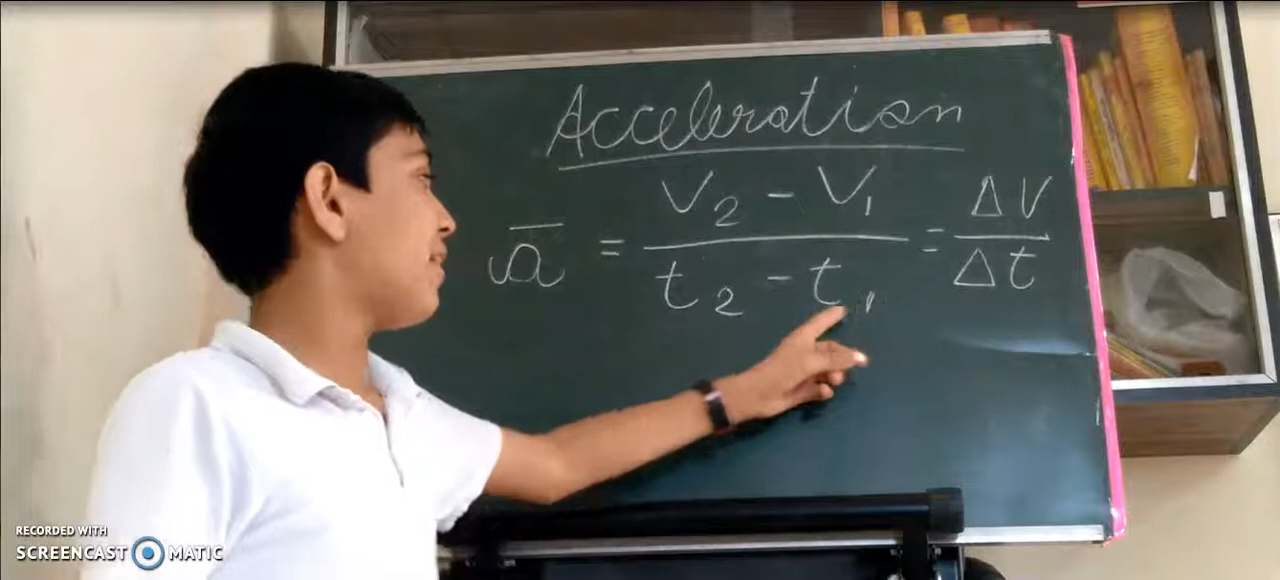 Acceleration
a̅ = V₂ - V₁ / t₂ - t₁ = ΔV / Δt
RECORDED WITH
SCREENCAST MATIC